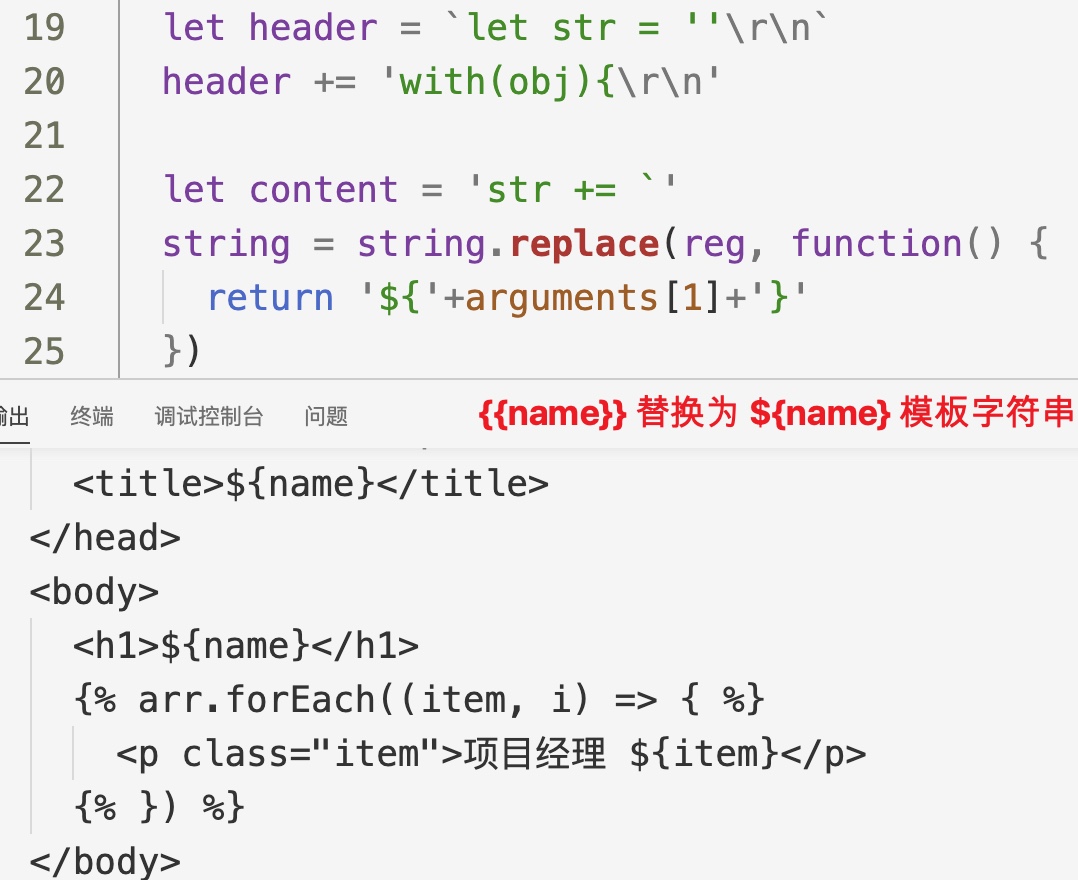 19 let header = `let str = ''\r\n`
20 header += 'with(obj){\r\n'
21
22 let content = 'str += `'
23 string = string.replace(reg, function() {
24 return '${'+arguments[1]+'}'
25 })
输出 终端 调试控制台 问题 {{name}} 替换为 ${name} 模板字符串
<title>${name}</title>
</head>
<body>
<h1>${name}</h1>
{% arr.forEach((item, i) => { %}
<p class="item">项目经理 ${item}</p>
{% }) %}
</body>